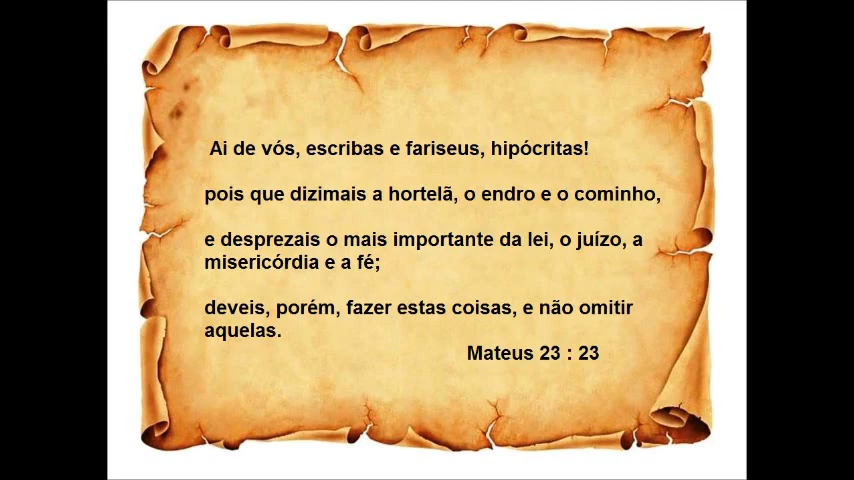 Ai de vós, escribas e fariseus, hipócritas!
pois que dizimais a hortelã, o endro e o cominho,
e desprezais o mais importante da lei, o juízo, a
misericórdia e a fé;
deveis, porém, fazer estas coisas, e não omitir
aquelas.
Mateus 23 : 23